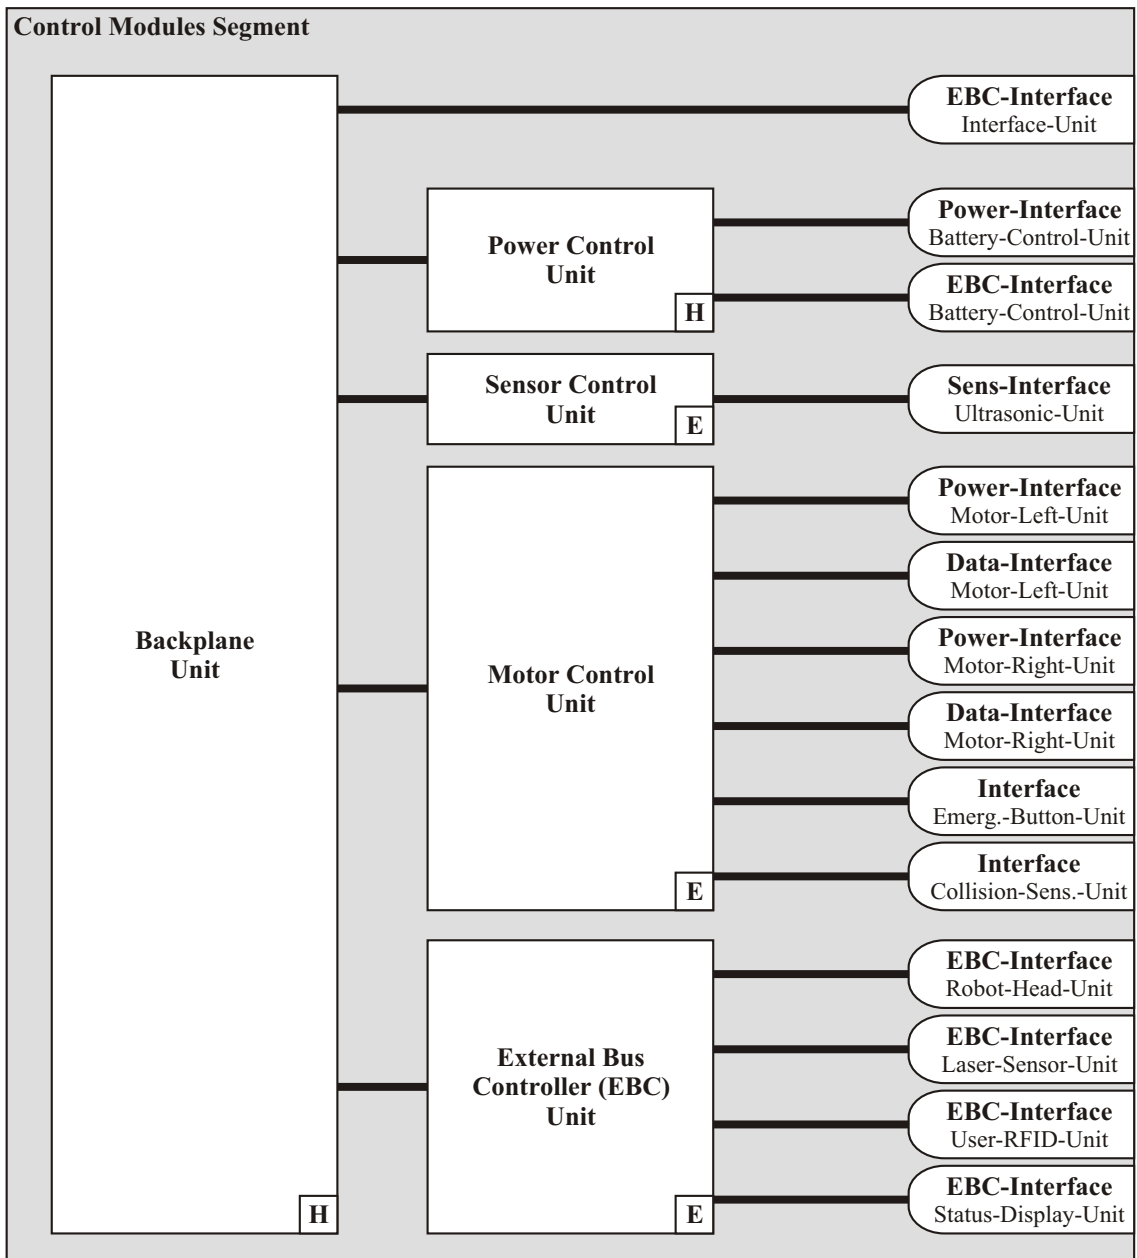 Control Modules Segment
EBC-Interface
Interface-Unit
Power Control
Unit
H
Power-Interface
Battery-Control-Unit
EBC-Interface
Battery-Control-Unit
Sensor Control
Unit
E
Sens-Interface
Ultrasonic-Unit
Backplane
Unit
H
Motor Control
Unit
E
Power-Interface
Motor-Left-Unit
Data-Interface
Motor-Left-Unit
Power-Interface
Motor-Right-Unit
Data-Interface
Motor-Right-Unit
Interface
Emerg.-Button-Unit
Interface
Collision-Sens.-Unit
External Bus
Controller (EBC)
Unit
E
EBC-Interface
Robot-Head-Unit
EBC-Interface
Laser-Sensor-Unit
EBC-Interface
User-RFID-Unit
EBC-Interface
Status-Display-Unit